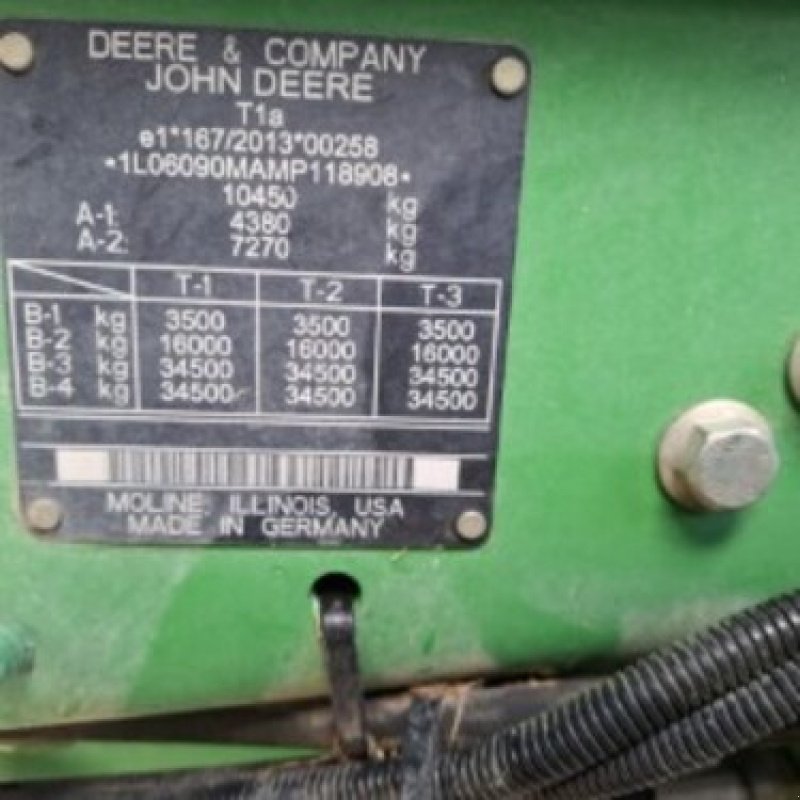 DEERE & COMPANY
JOHN DEERE
T1a
e1*167/2013*00258
*1L06090MAMP118908*
10450 kg
A-1: 4380 kg
A-2: 7270 kg
T-1 T-2 T-3
B-1 kg 3500 3500 3500
B-2 kg 16000 16000 16000
B-3 kg 34500 34500 34500
B-4 kg 34500 34500 34500
MOLINE, ILLINOIS, USA
MADE IN GERMANY